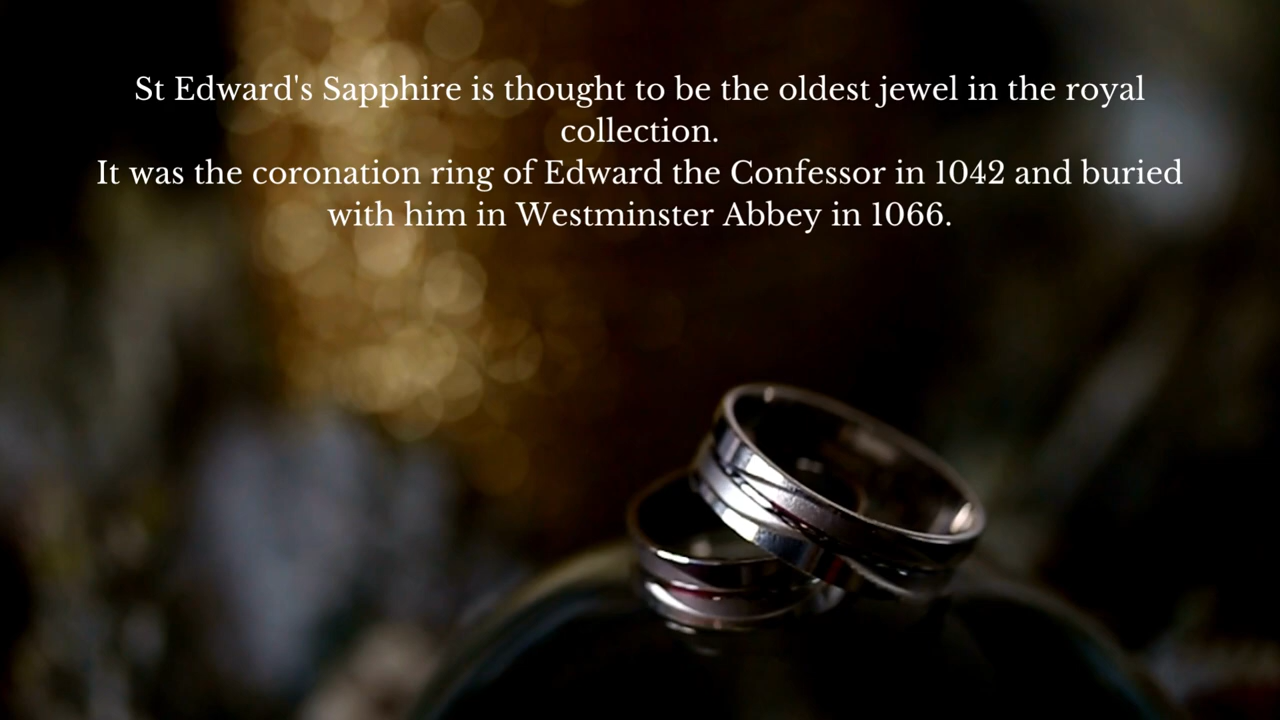 St Edward's Sapphire is thought to be the oldest jewel in the royal
collection.
It was the coronation ring of Edward the Confessor in 1042 and buried
with him in Westminster Abbey in 1066.